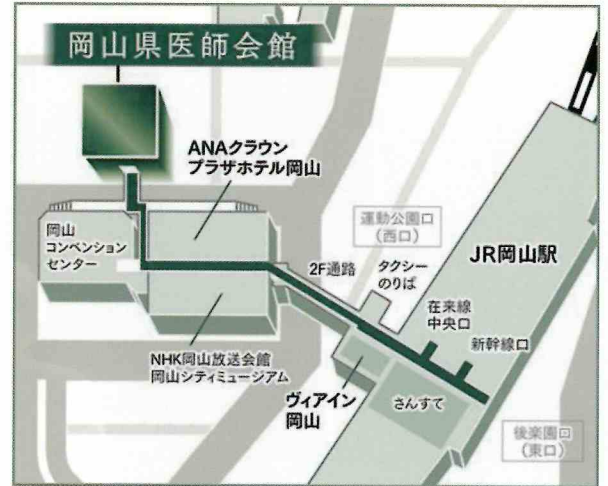 岡山県医師会館
ANAクラウン
プラザホテル岡山
岡山
コンベンション
センター
運動公園口
(西口)
2F通路
タクシー
のりば
JR岡山駅
在来線
中央口
新幹線口
NHK岡山放送会館
岡山シティミュージアム
ヴィアイン
岡山
さんすて
後楽園口
(東口)